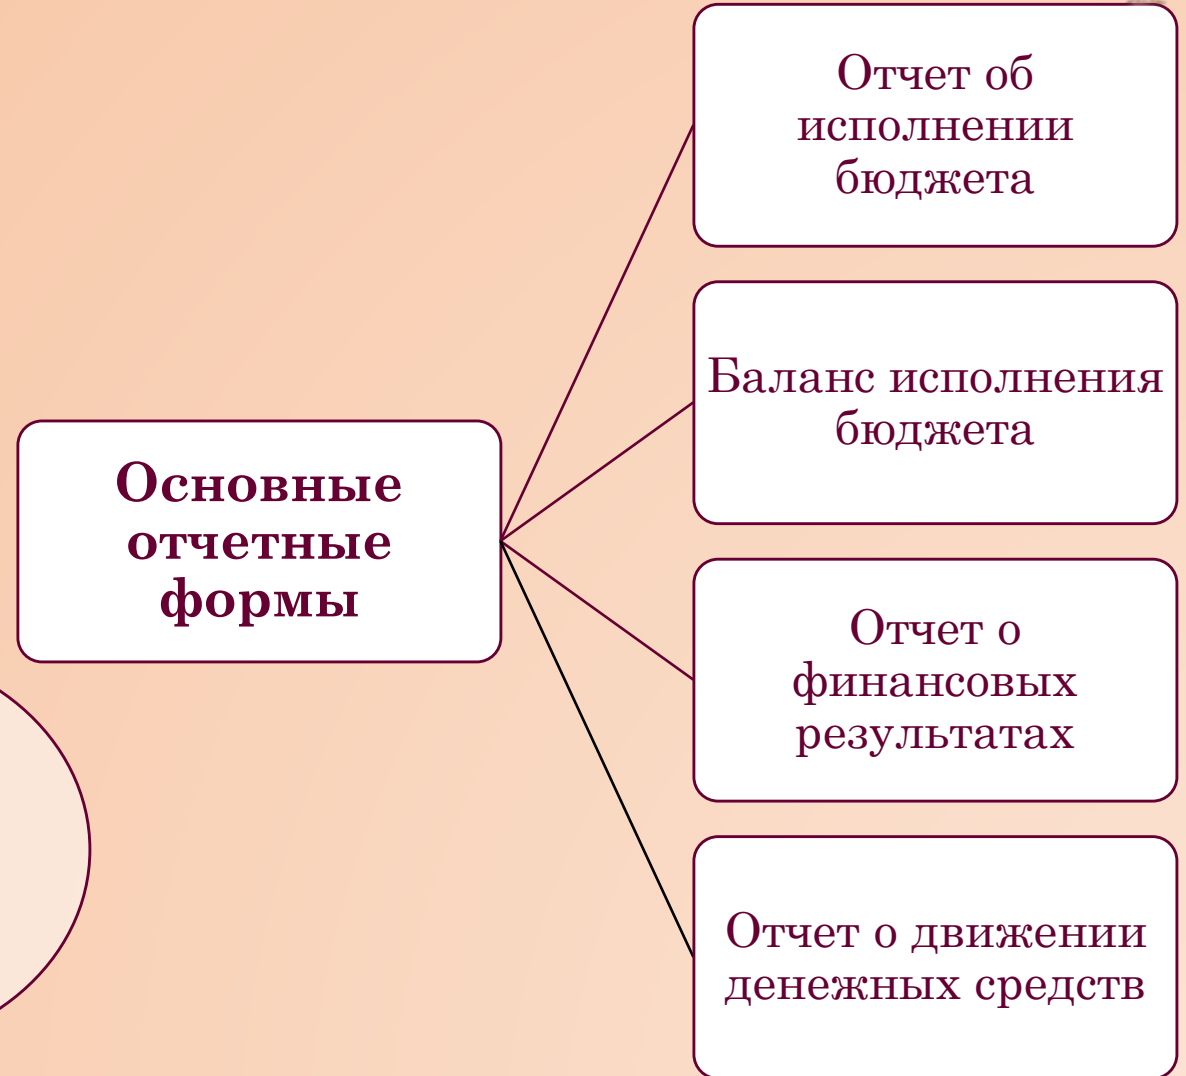 Основные
отчетные
формы
Отчет об
исполнении
бюджета
Баланс исполнения
бюджета
Отчет о
финансовых
результатах
Отчет о движении
денежных средств